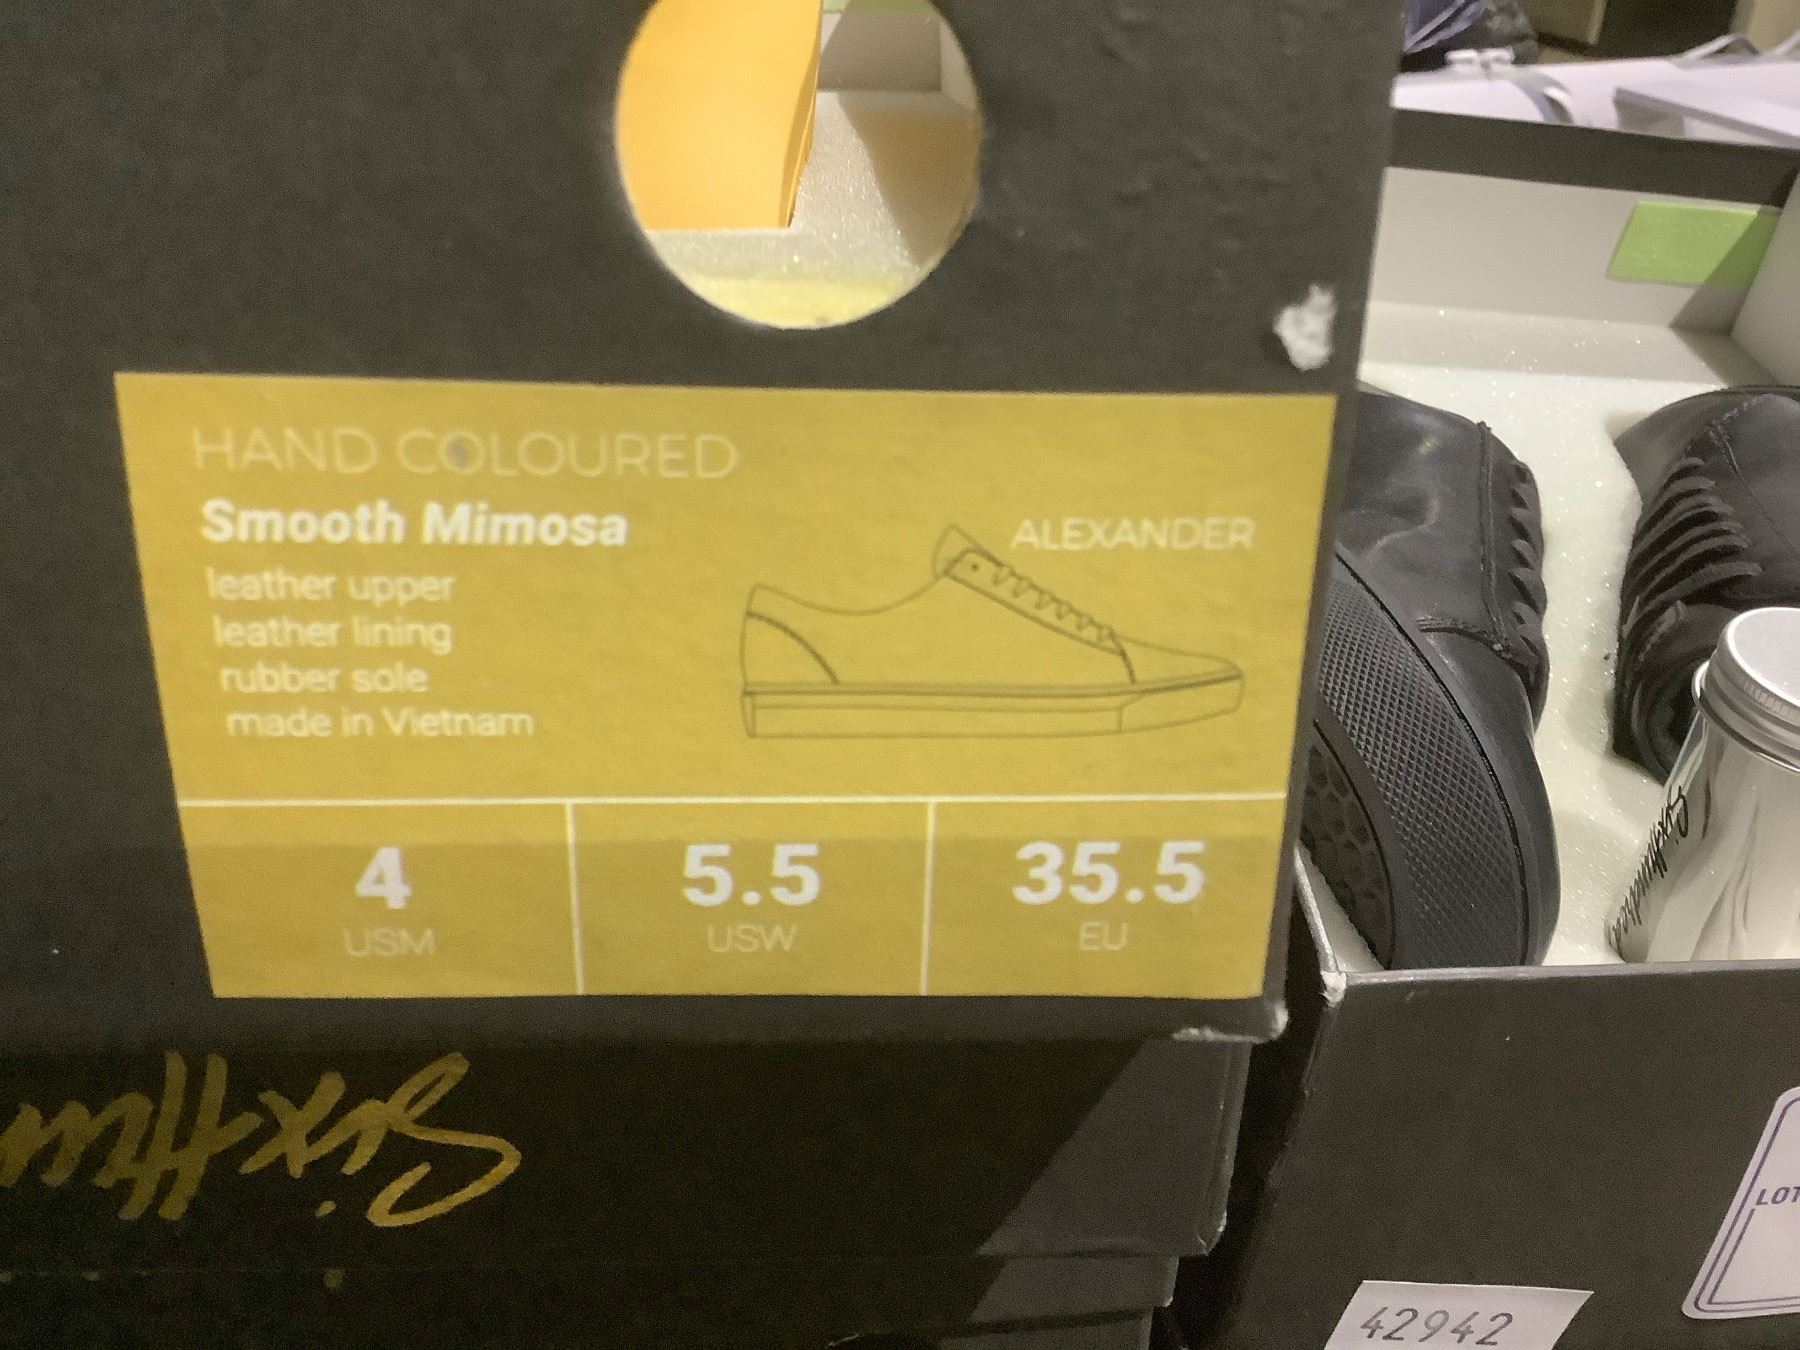 HAND COLOURED
Smooth Mimosa
ALEXANDER
leather upper
leather lining
rubber sole
made in Vietnam
4
USM
5.5
USW
35.5
EU
LOT
42942